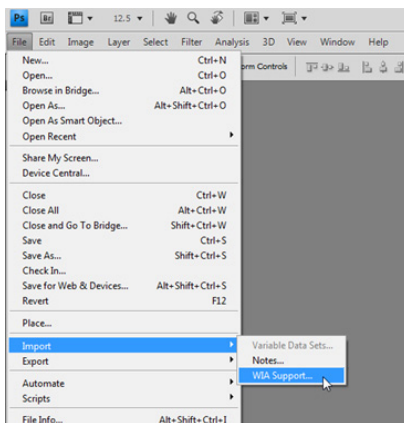 Ps Br 12.5
File Edit Image Layer Select Filter Analysis 3D View Window Help
New... Ctrl+N
Open... Ctrl+O
Browse in Bridge... Alt+Ctrl+O
Open As... Alt+Shift+Ctrl+O
Open As Smart Object...
Open Recent
Share My Screen...
Device Central...
Close Ctrl+W
Close All Alt+Ctrl+W
Close and Go To Bridge... Shift+Ctrl+W
Save Ctrl+S
Save As... Shift+Ctrl+S
Check In...
Save for Web & Devices... Alt+Shift+Ctrl+S
Revert F12
Place...
Import
Export
Automate
Scripts
File Info... Alt+Shift+Ctrl+I
Controls
Variable Data Sets...
Notes...
WIA Support...